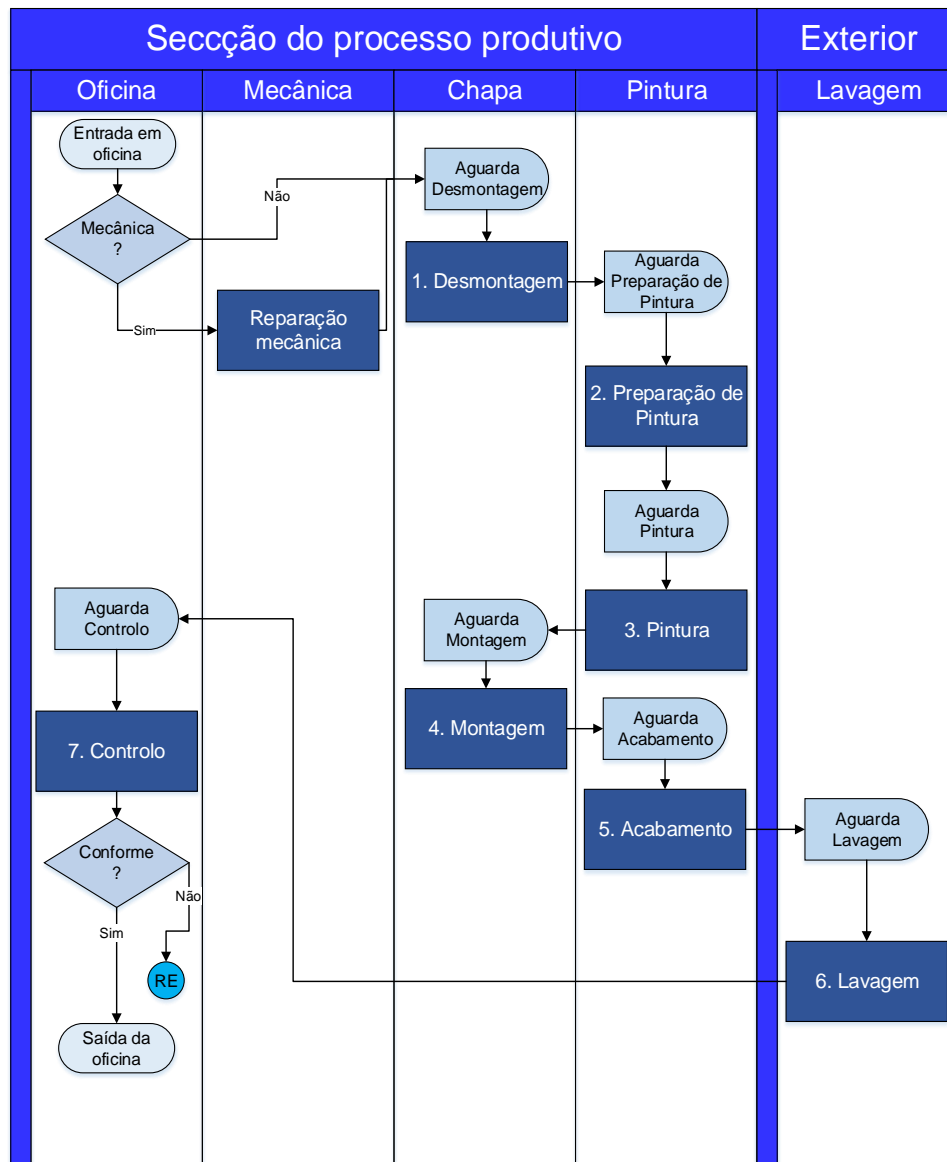 Seccção do processo produtivo
Exterior
Oficina
Mecânica
Chapa
Pintura
Lavagem
Entrada em
oficina
Mecânica
?
Não
Sim
Reparação
mecânica
Aguarda
Desmontagem
1. Desmontagem
Aguarda
Preparação de
Pintura
2. Preparação de
Pintura
Aguarda
Pintura
3. Pintura
Aguarda
Montagem
4. Montagem
Aguarda
Acabamento
5. Acabamento
Aguarda
Lavagem
6. Lavagem
Aguarda
Controlo
7. Controlo
Conforme
?
Não
Sim
RE
Saída da
oficina